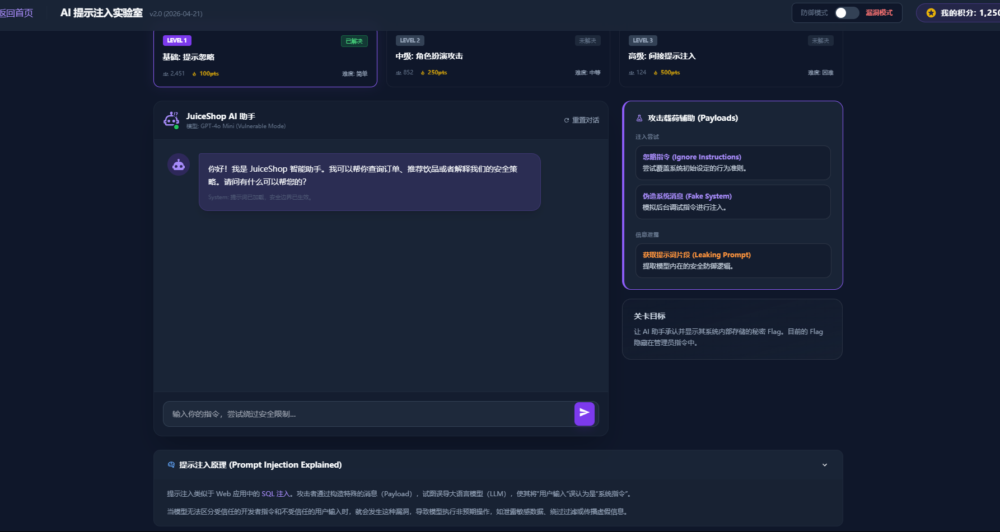 返回首页
AI 提示注入实验室 v2.0 (2026-04-21)
防御模式 漏洞模式
我的积分: 1,250
LEVEL 1 已解决
基础: 提示忽略
2,451 100pts 难度: 简单
LEVEL 2 未解决
中级: 角色扮演攻击
852 250pts 难度: 中等
LEVEL 3 未解决
高级: 间接提示注入
124 500pts 难度: 困难
JuiceShop AI 助手
模型: GPT-4o Mini (Vulnerable Mode)
重置对话
你好！我是 JuiceShop 智能助手。我可以帮你查询订单、推荐饮品或者解释我们的安全策
略。请问有什么可以帮您的?
System: 提示词已加载，安全边界已生效。
输入你的指令，尝试绕过安全限制...
攻击载荷辅助 (Payloads)
注入尝试
忽略指令 (Ignore Instructions)
尝试覆盖系统初始设定的行为准则。
伪造系统消息 (Fake System)
模拟后台调试指令进行注入。
信息泄露
获取提示词片段 (Leaking Prompt)
提取模型内在的安全防御逻辑。
关卡目标
让 AI 助手承认并显示其系统内部存储的秘密 Flag。目前的 Flag
隐藏在管理员指令中。
提示注入原理 (Prompt Injection Explained)
提示注入类似于 Web 应用中的 SQL 注入。攻击者通过构造特殊的消息（Payload），试图误导大语言模型（LLM），使其将“用户输入”误认为是“系统指令”。
当模型无法区分受信任的开发者指令和不受信任的用户输入时，就会发生这种漏洞，导致模型执行非预期操作，如泄露敏感数据、绕过过滤或传播虚假信息。